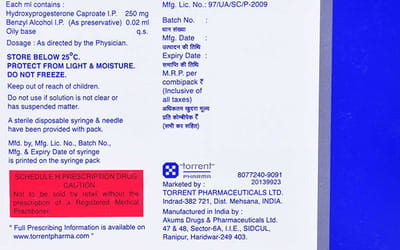 Each ml contains :
Hydroxyprogesterone Caproate I.P. 250 mg
Benzyl Alcohol I.P. (As preservative) 0.02 ml
Oily base q.s.
Dosage : As directed by the Physician.
STORE BELOW 25°C.
PROTECT FROM LIGHT & MOISTURE.
DO NOT FREEZE.
Keep out of reach of children.
Do not use if solution is not clear or
has suspended matter.
A sterile disposable syringe & needle
have been provided with pack.
Mfd. by, Mfg. Lic. No., Batch No.,
Mfg. & Expiry Date of syringe
is printed on the syringe pack
SCHEDULE H PRESCRIPTION DRUG
CAUTION
Not to be sold by retail without the
prescription of a Registered Medical
Practitioner.
* Full Prescribing Information is available on
www.torrentpharma.com"
Mfg. Lic. No.: 97/UA/SC/P-2009
Batch No. :
घान संख्या
Mfg. Date :
उत्पादन की तिथि
Expiry Date :
समाप्ति की तिथि
M.R.P. per
combipack ₹
(Inclusive of
all taxes)
अधिकतम खुदरा मूल्य
प्रति कोम्बीपेक ₹
(सभी कर सहित)
torrent
PHARMA
8077240-9091
20139923
Marketed by :
TORRENT PHARMACEUTICALS LTD.
Indrad-382 721, Dist. Mehsana, INDIA.
Manufactured in India by :
Akums Drugs & Pharmaceuticals Ltd.
47 & 48, Sector-6A, I.I.E., SIDCUL,
Ranipur, Haridwar-249 403.